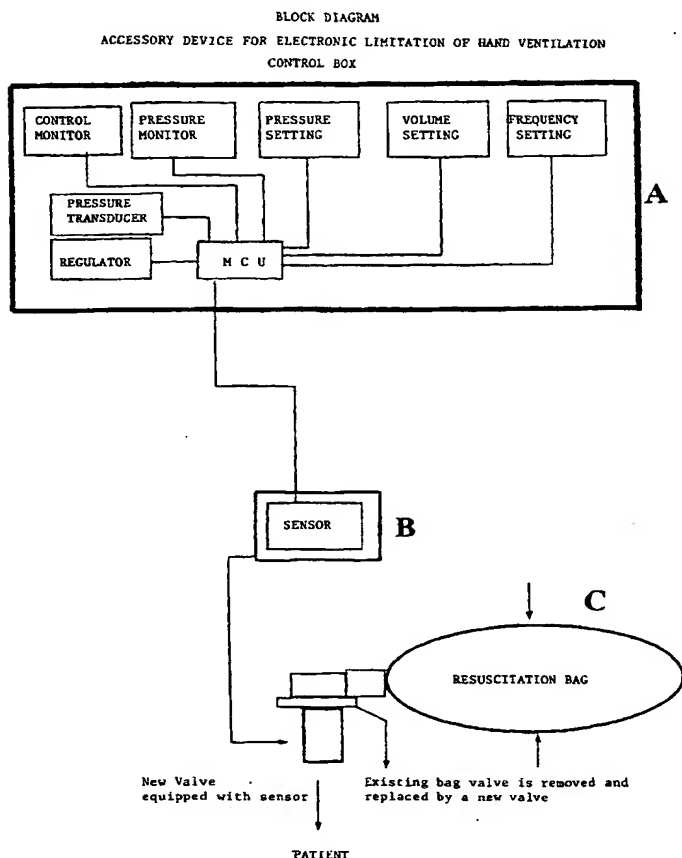 BLOCK DIAGRAM
ACCESSORY DEVICE FOR ELECTRONIC LIMITATION OF HAND VENTILATION
CONTROL BOX
CONTROL
MONITOR
PRESSURE
MONITOR
PRESSURE
SETTING
VOLUME
SETTING
FREQUENCY
SETTING
A
PRESSURE
TRANSDUCER
REGULATOR
M C U
SENSOR
B
C
RESUSCITATION BAG
New Valve
equipped with sensor
Existing bag valve is removed and
replaced by a new valve
PATIENT